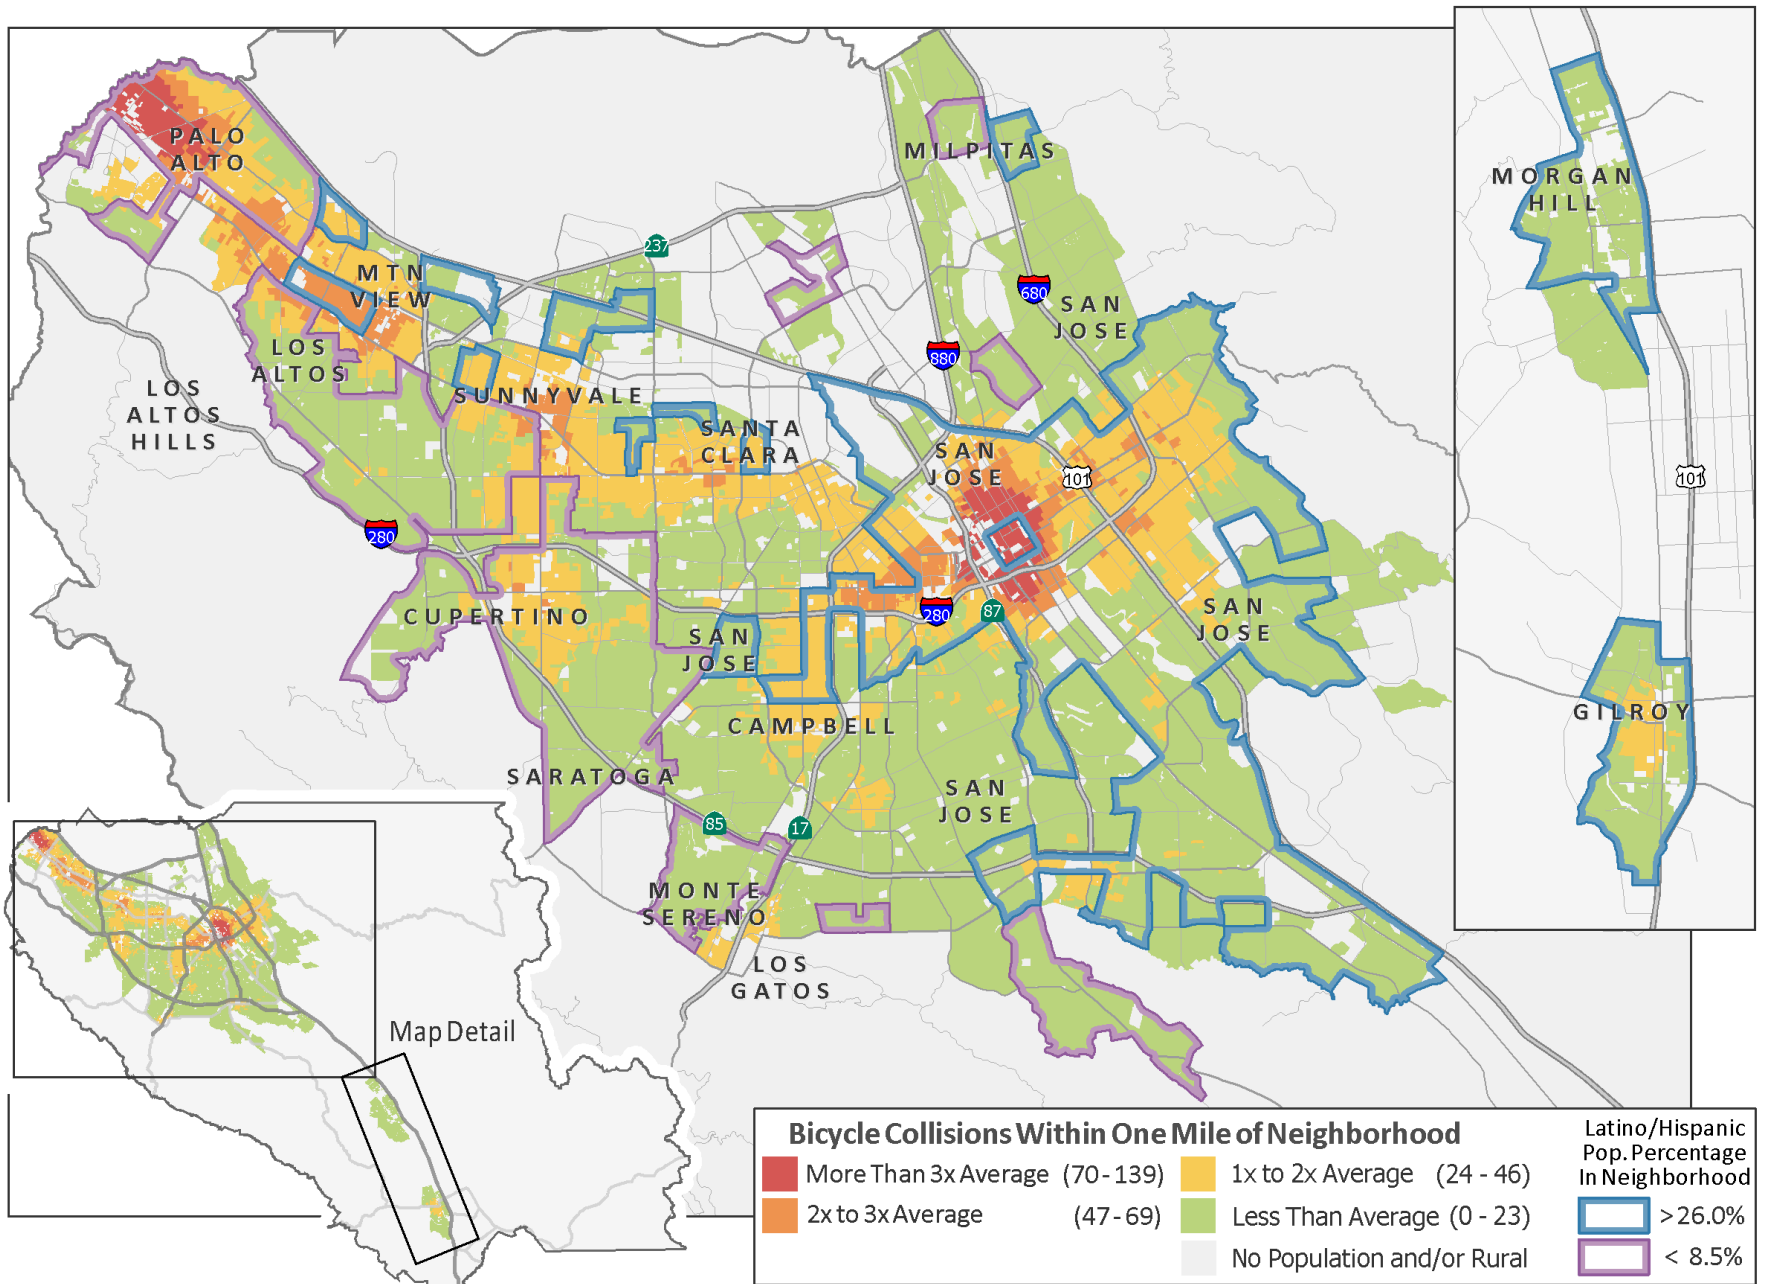 PALO
ALTO
MILPITAS
MORGAN
HILL
237
MTN
VIEW
680
SAN
JOSE
LOS
ALTOS
880
LOS
ALTOS
HILLS
SUNNYVALE
SANTA
CLARA
SAN
JOSE
101
101
280
CUPERTINO
280
87
SAN
JOSE
SAN
JOSE
GILROY
CAMPBELL
SARATOGA
SAN
JOSE
85
17
MONTE
SERENO
LOS
GATOS
Map Detail
Bicycle Collisions Within One Mile of Neighborhood
More Than 3x Average (70-139)
2x to 3x Average (47-69)
1x to 2x Average (24 - 46)
Less Than Average (0 - 23)
No Population and/or Rural
Latino/Hispanic
Pop. Percentage
In Neighborhood
>26.0%
< 8.5%